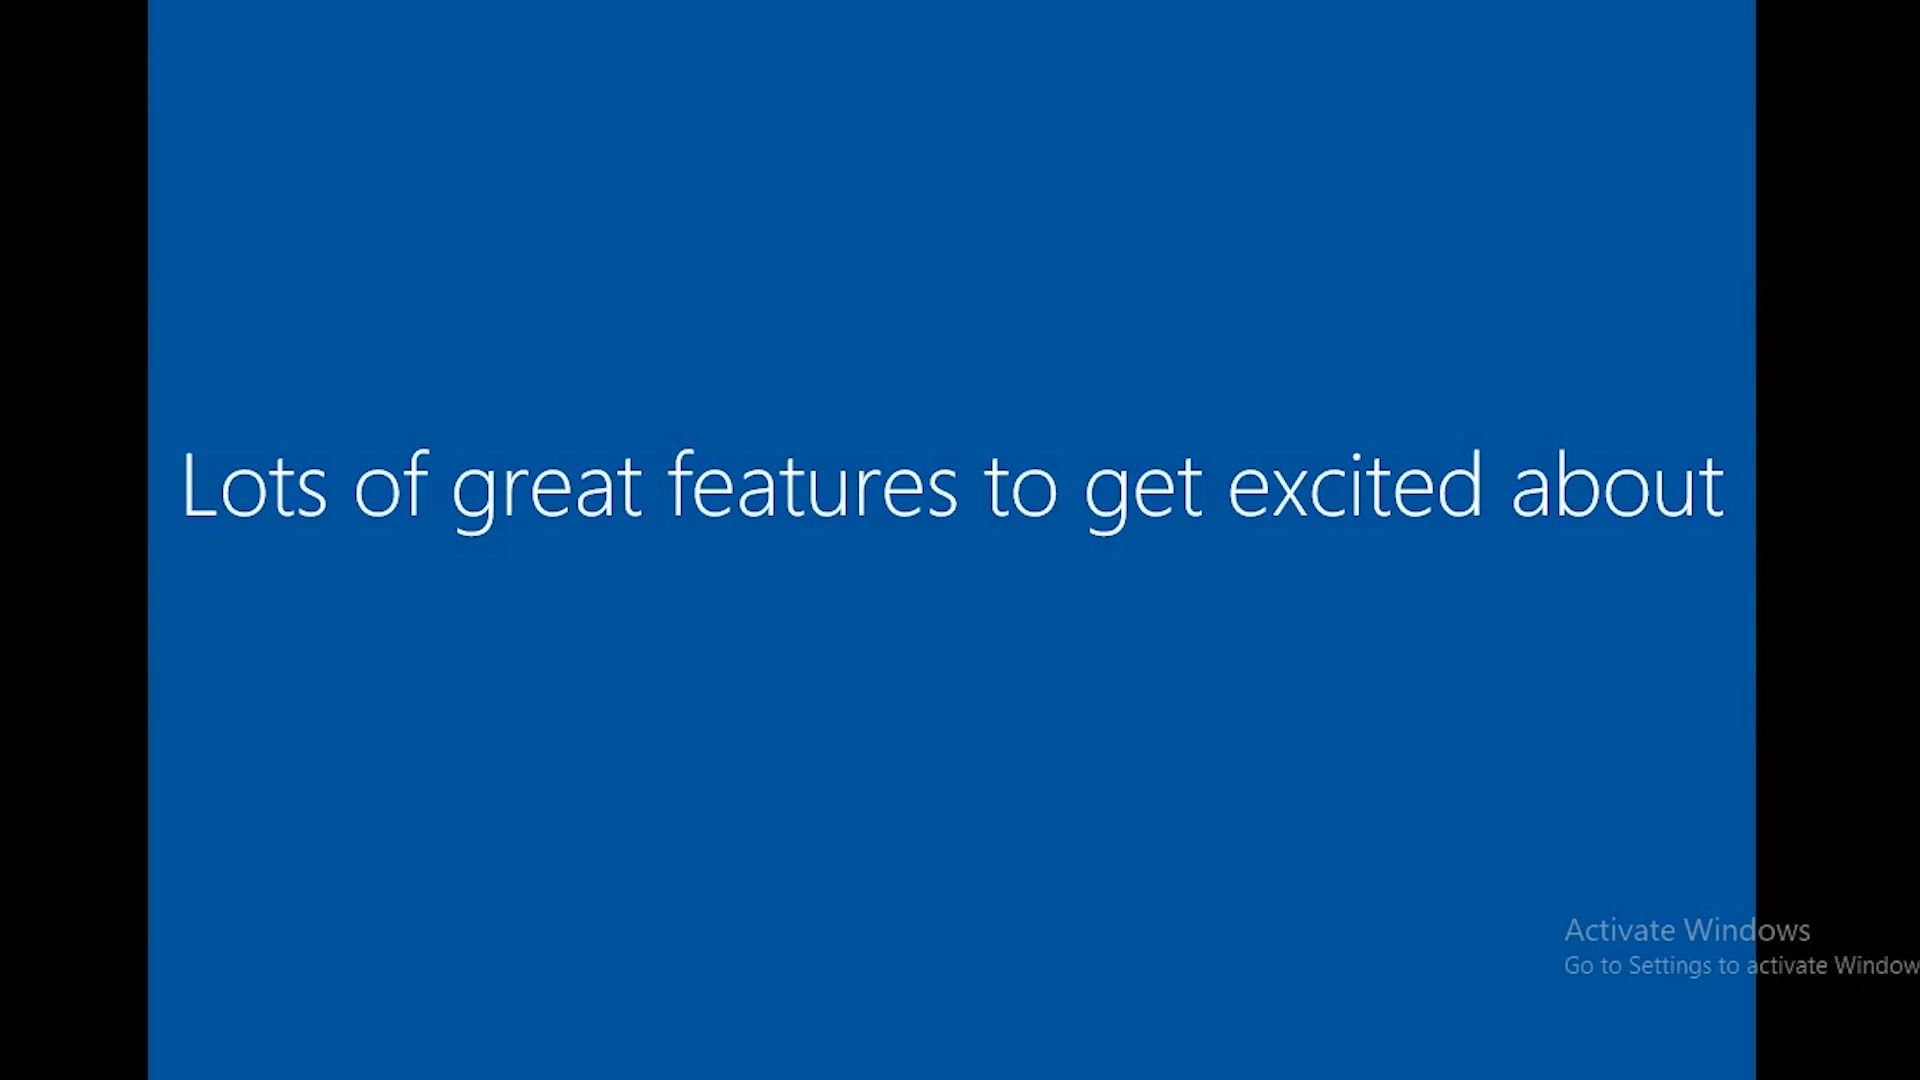 Lots of great features to get excited about
Activate Windows
Go to Settings to activate Window